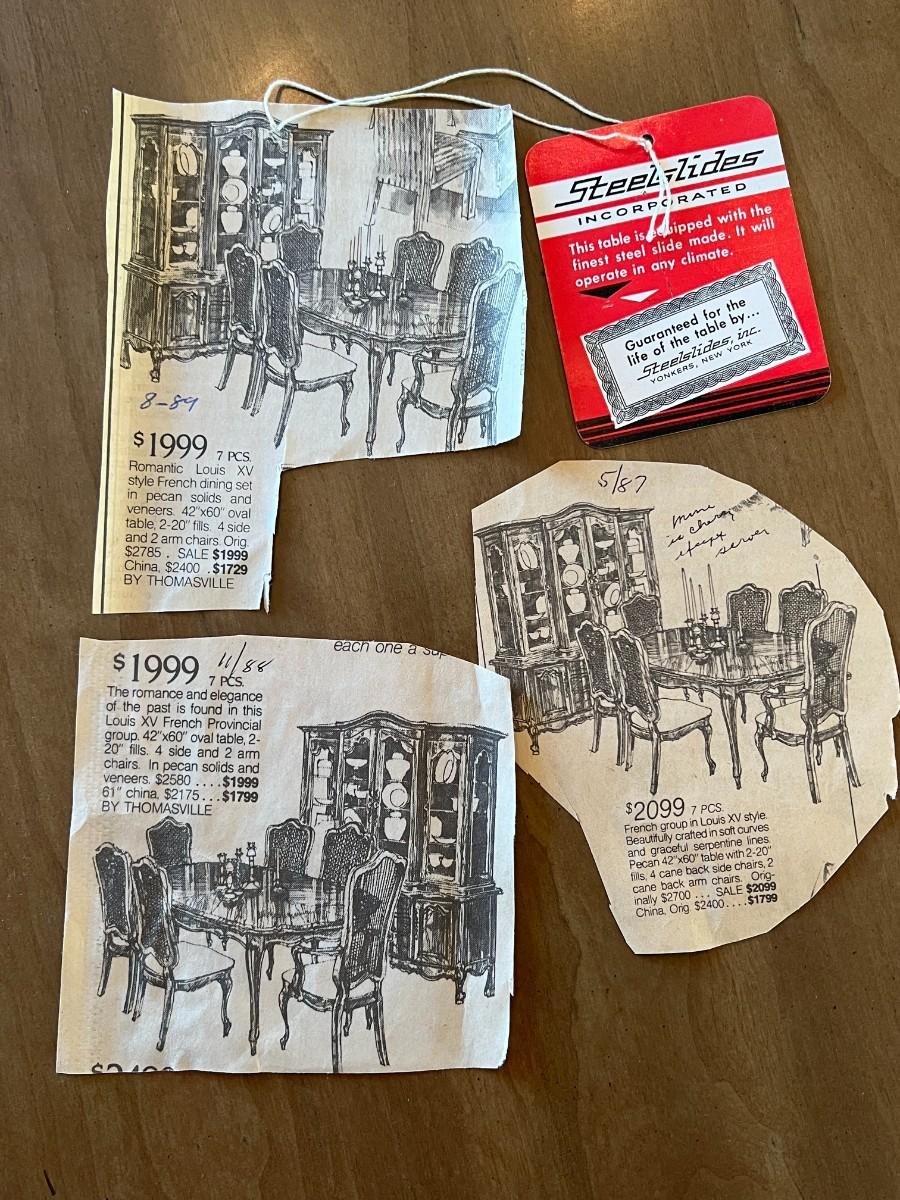 8-89
$1999 7 PCS.
Romantic Louis XV
style French dining set
in pecan solids and
veneers. 42"x60" oval
table, 2-20" fills. 4 side
and 2 arm chairs. Orig.
$2785 . SALE $1999
China, $2400 . $1729
BY THOMASVILLE
Steelslides
INCORPORATED
This table is equipped with the
finest steel slide made. It will
operate in any climate.
Guaranteed for the
life of the table by...
Steelslides, inc.
YONKERS, NEW YORK
5/87
mine
is cherry
except
server
$2099 7 PCS.
French group in Louis XV style.
Beautifully crafted in soft curves
and graceful serpentine lines.
Pecan 42"x60" table with 2-20"
fills, 4 cane back side chairs, 2
cane back arm chairs. Orig-
inally $2700 ... SALE $2099
China, Orig. $2400 .... $1799
each one a
$1999 11/88
7 PCS.
The romance and elegance
of the past is found in this
Louis XV French Provincial
group. 42"x60" oval table, 2-
20" fills. 4 side and 2 arm
chairs. In pecan solids and
veneers. $2580 .... $1999
61" china, $2175 ... $1799
BY THOMASVILLE